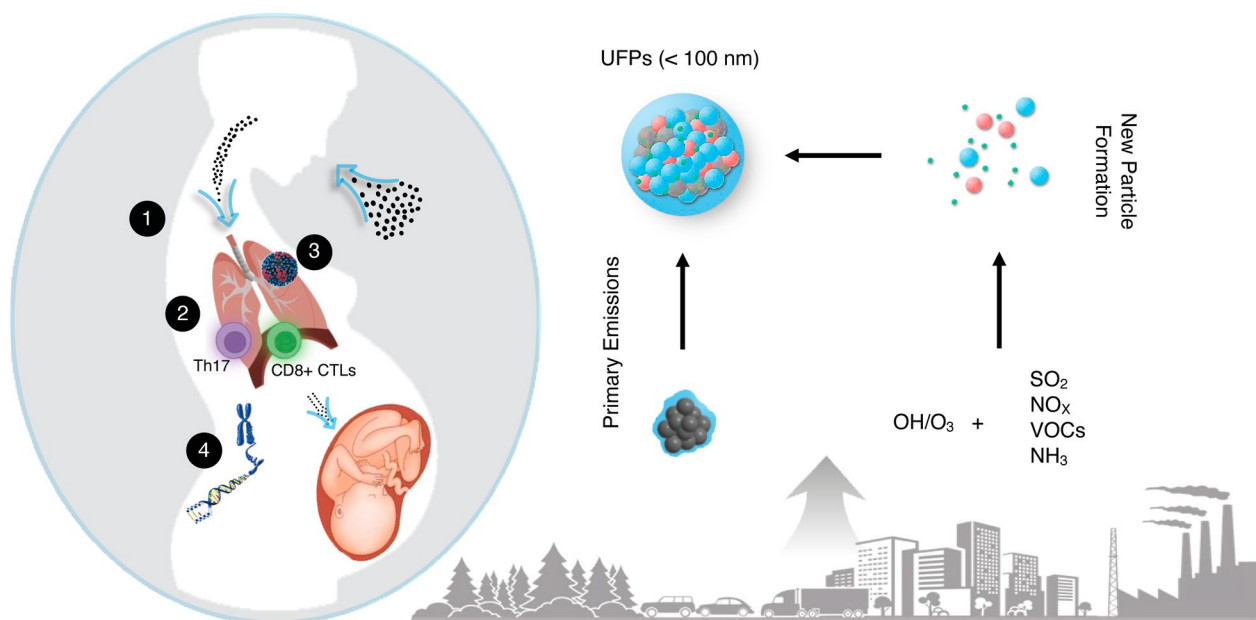 1
2
3
4
Th17
CD8+ CTLs
UFPs (< 100 nm)
New Particle
Formation
Primary Emissions
OH/O₃ +
SO₂
NOₓ
VOCs
NH₃